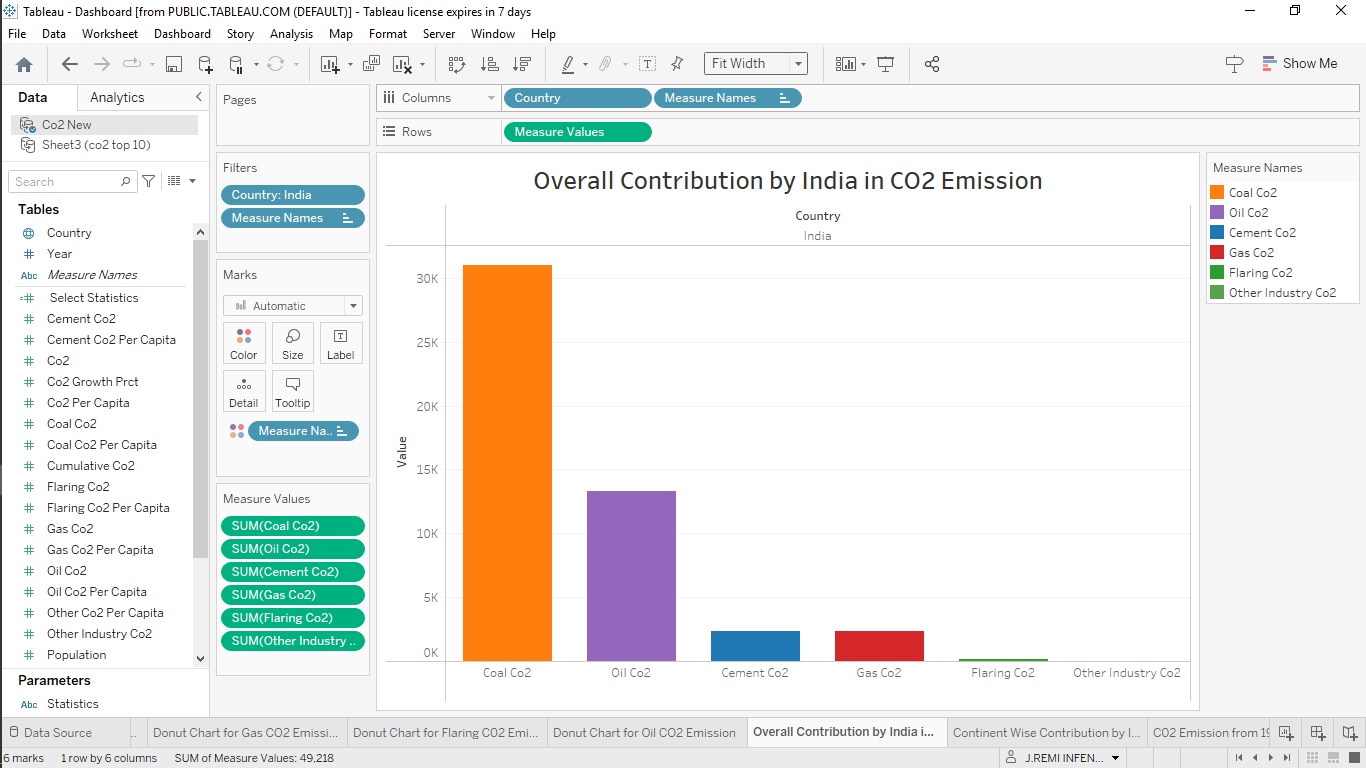 Tableau - Dashboard [from PUBLIC.TABLEAU.COM (DEFAULT)] - Tableau license expires in 7 days
File Data Worksheet Dashboard Story Analysis Map Format Server Window Help
Fit Width
Show Me
Data Analytics
Co2 New
Sheet3 (co2 top 10)
Search
Tables
Country
Year
Abc Measure Names
Select Statistics
Cement Co2
Cement Co2 Per Capita
Co2
Co2 Growth Prct
Co2 Per Capita
Coal Co2
Coal Co2 Per Capita
Cumulative Co2
Flaring Co2
Flaring Co2 Per Capita
Gas Co2
Gas Co2 Per Capita
Oil Co2
Oil Co2 Per Capita
Other Co2 Per Capita
Other Industry Co2
Population
Parameters
Abc Statistics
Pages
Filters
Country: India
Measure Names
Marks
Automatic
Color Size Label
Detail Tooltip
Measure Na..
Measure Values
SUM(Coal Co2)
SUM(Oil Co2)
SUM(Cement Co2)
SUM(Gas Co2)
SUM(Flaring Co2)
SUM(Other Industry ..
Columns Country Measure Names
Rows Measure Values
Overall Contribution by India in CO2 Emission
Country
India
Value
30K
25K
20K
15K
10K
5K
0K
Coal Co2 Oil Co2 Cement Co2 Gas Co2 Flaring Co2 Other Industry Co2
Measure Names
Coal Co2
Oil Co2
Cement Co2
Gas Co2
Flaring Co2
Other Industry Co2
Data Source .. Donut Chart for Gas CO2 Emissi... Donut Chart for Flaring CO2 Emi... Donut Chart for Oil CO2 Emission Overall Contribution by India i... Continent Wise Contribution by I... CO2 Emission from 19
6 marks 1 row by 6 columns SUM of Measure Values: 49,218 J.REMI INFEN...